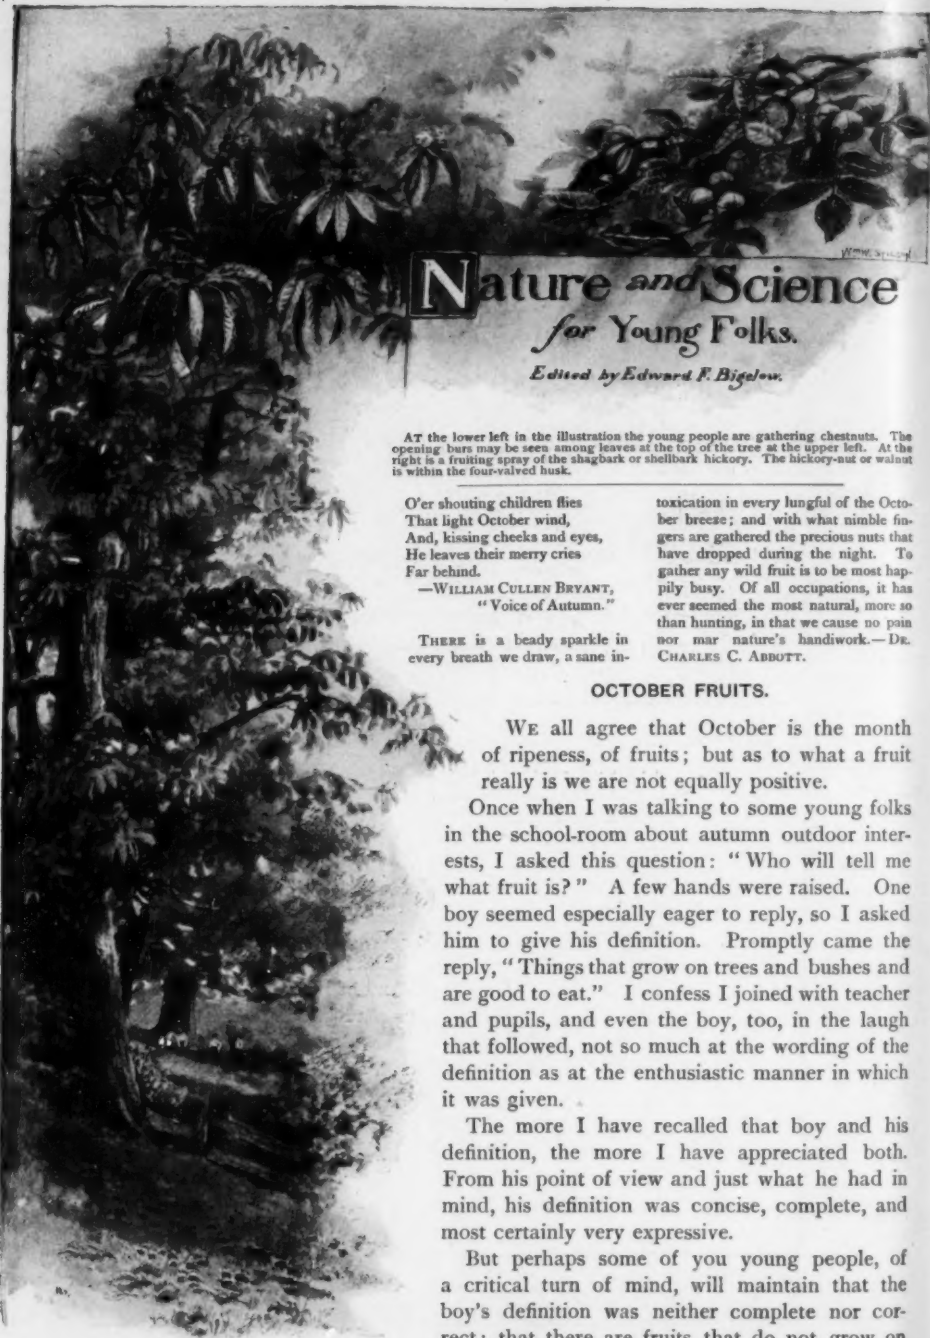 Nature and Science
for Young Folks.
Edited by Edward F. Bigelow.
AT the lower left in the illustration the young people are gathering chestnuts. The
opening burs may be seen among leaves at the top of the tree at the upper left. At the
right is a fruiting spray of the shagbark or shellbark hickory. The hickory-nut or walnut
is within the four-valved husk.
O'er shouting children flies
That light October wind,
And, kissing cheeks and eyes,
He leaves their merry cries
Far behind.
—WILLIAM CULLEN BRYANT,
"Voice of Autumn."
THERE is a beady sparkle in
every breath we draw, a sane in-
toxication in every lungful of the Octo-
ber breeze; and with what nimble fin-
gers are gathered the precious nuts that
have dropped during the night. To
gather any wild fruit is to be most hap-
pily busy. Of all occupations, it has
ever seemed the most natural, more so
than hunting, in that we cause no pain
nor mar nature's handiwork.—DR.
CHARLES C. ABBOTT.
OCTOBER FRUITS.
WE all agree that October is the month
of ripeness, of fruits; but as to what a fruit
really is we are not equally positive.
Once when I was talking to some young folks
in the school-room about autumn outdoor inter-
ests, I asked this question: "Who will tell me
what fruit is?" A few hands were raised. One
boy seemed especially eager to reply, so I asked
him to give his definition. Promptly came the
reply, "Things that grow on trees and bushes and
are good to eat." I confess I joined with teacher
and pupils, and even the boy, too, in the laugh
that followed, not so much at the wording of the
definition as at the enthusiastic manner in which
it was given.
The more I have recalled that boy and his
definition, the more I have appreciated both.
From his point of view and just what he had in
mind, his definition was concise, complete, and
most certainly very expressive.
But perhaps some of you young people, of
a critical turn of mind, will maintain that the
boy's definition was neither complete nor cor-
rect; that there are fruits that do not grow on